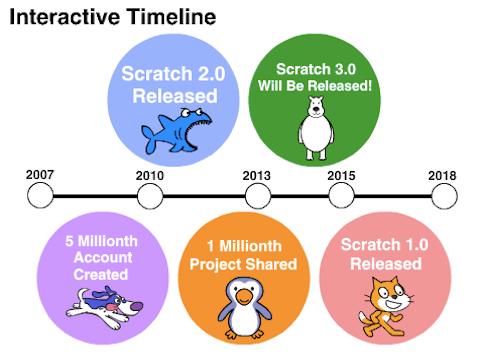 Interactive Timeline
Scratch 2.0
Released
Scratch 3.0
Will Be Released!
2007
2010
2013
2015
2018
5 Millionth
Account
Created
1 Millionth
Project Shared
Scratch 1.0
Released